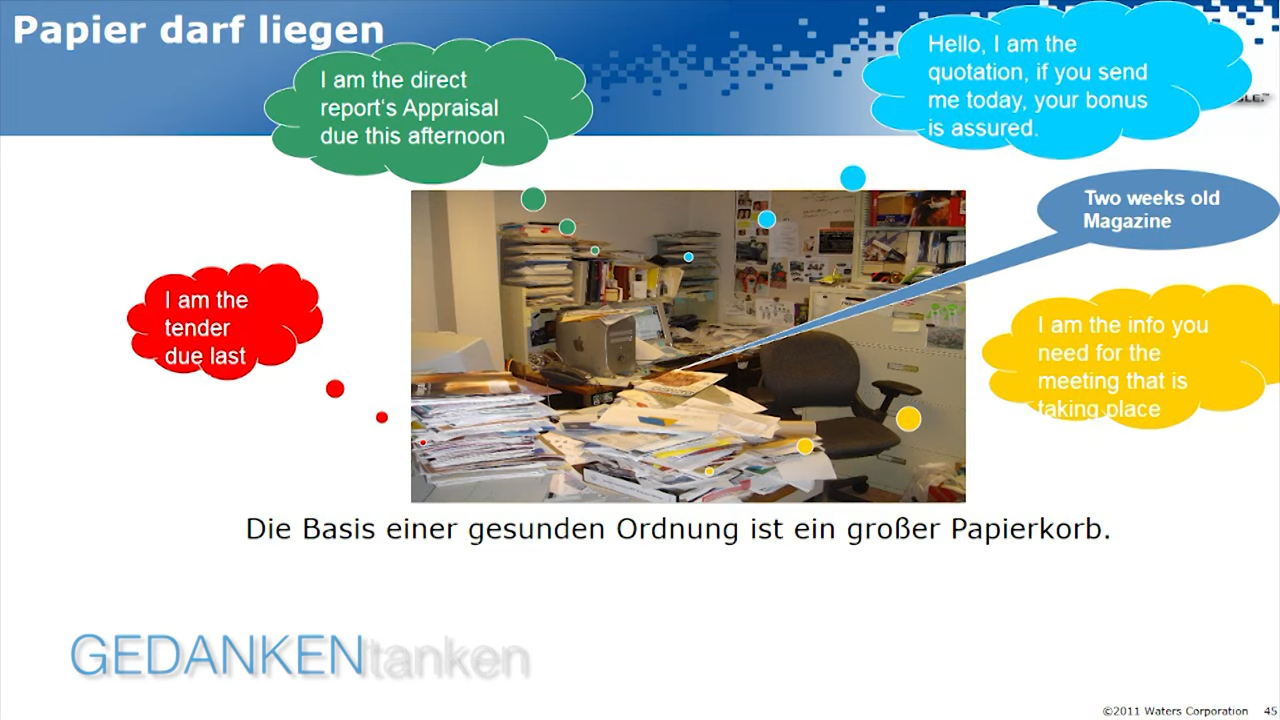 Papier darf liegen
I am the direct
report's Appraisal
due this afternoon
Hello, I am the
quotation, if you send
me today, your bonus
is assured.
Two weeks old
Magazine
I am the
tender
due last
I am the info you
need for the
meeting that is
taking place
Die Basis einer gesunden Ordnung ist ein großer Papierkorb.
GEDANKENtanken
©2011 Waters Corporation 45